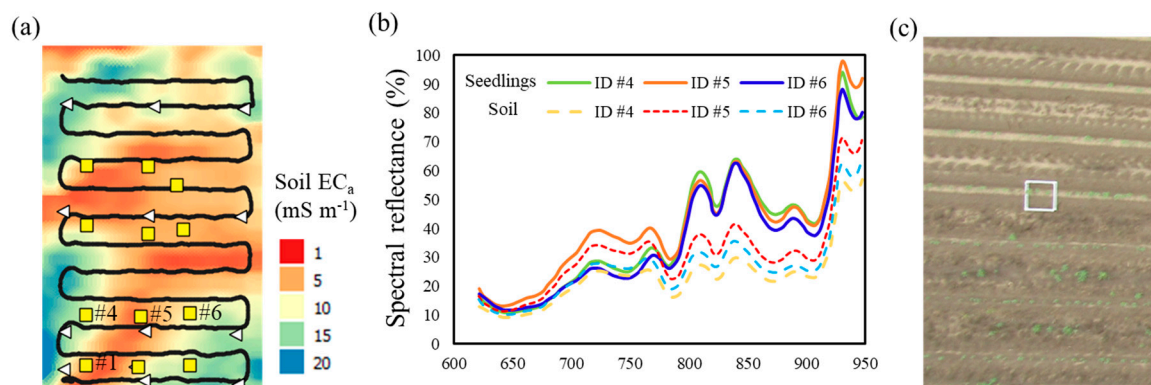 (a)
(b)
(c)
Soil ECa
(mS m-1)
1
5
10
15
20
#4
#5
#6
#1
Spectral reflectance (%)
100
90
80
70
60
50
40
30
20
10
0
Seedlings
ID #4
ID #5
ID #6
Soil
ID #4
ID #5
ID #6
600
650
700
750
800
850
900
950